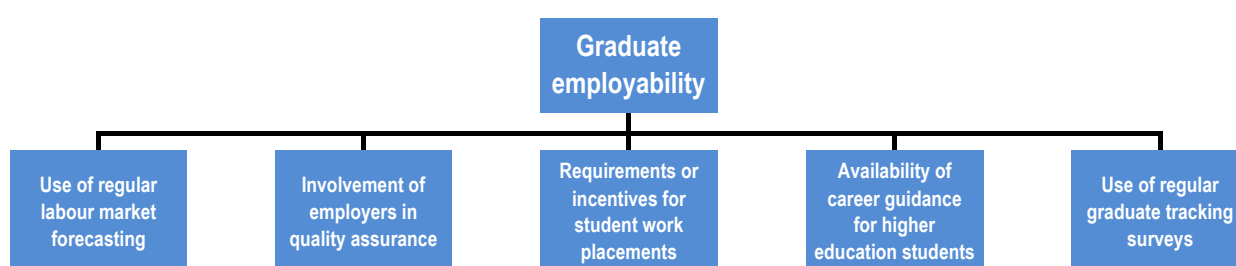 Graduate
employability
Use of regular
labour market
forecasting
Involvement of
employers in
quality assurance
Requirements or
incentives for
student work
placements
Availability of
career guidance
for higher
education students
Use of regular
graduate tracking
surveys